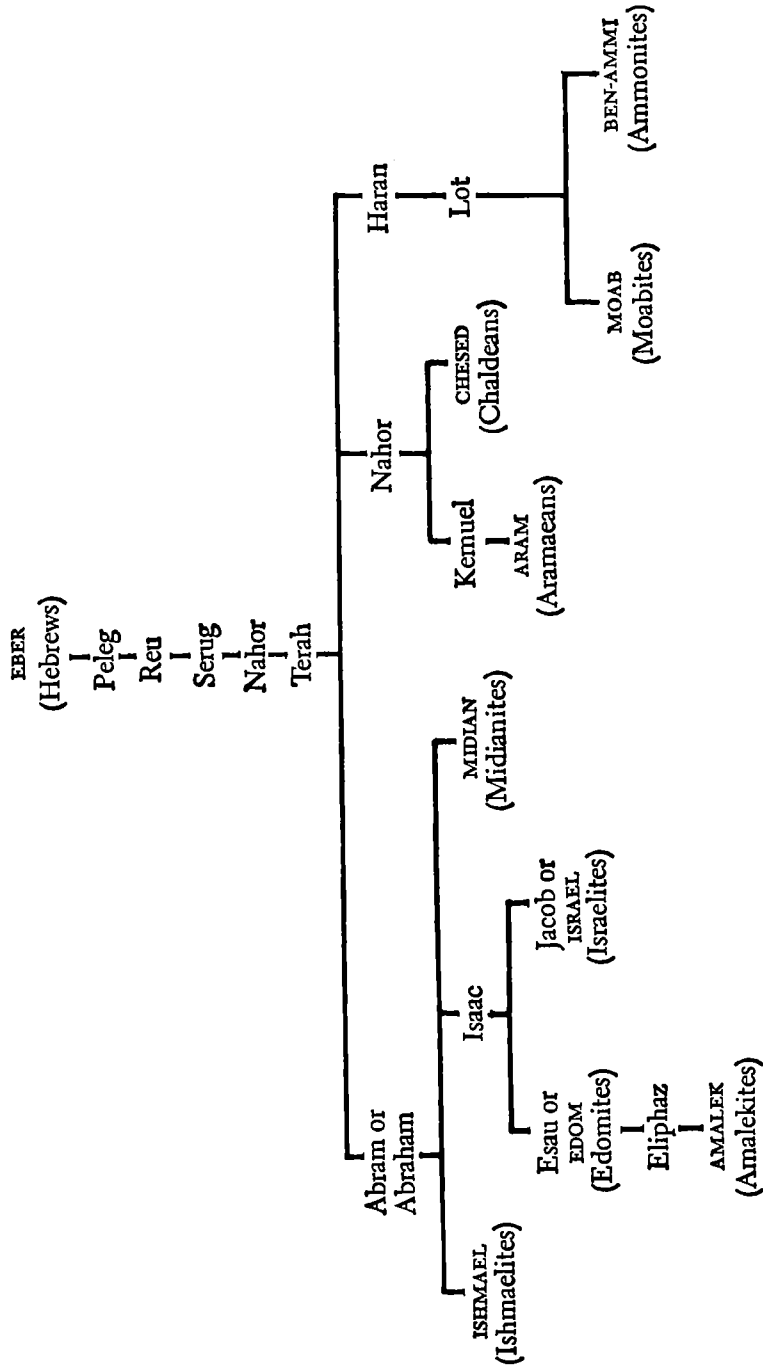 EBER
(Hebrews)
Peleg
Reu
Serug
Nahor
Terah
Abram or
Abraham
Nahor
Haran
ISHMAEL
(Ishmaelites)
Isaac
MIDIAN
(Midianites)
Kemuel
CHESED
(Chaldeans)
Lot
Esau or
EDOM
(Edomites)
Jacob or
ISRAEL
(Israelites)
ARAM
(Aramaeans)
MOAB
(Moabites)
BEN-AMMI
(Ammonites)
Eliphaz
AMALEK
(Amalekites)